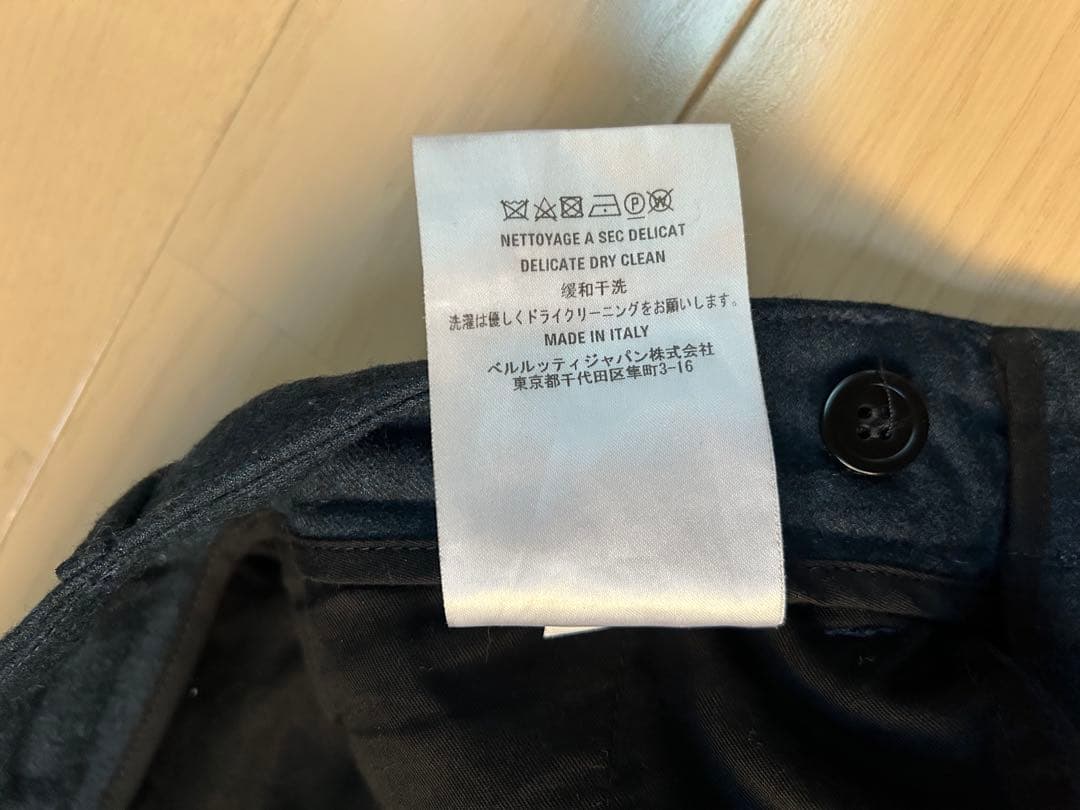 P W
NETTOYAGE A SEC DELICAT
DELICATE DRY CLEAN
缓和干洗
洗濯は優しくドライクリーニングをお願いします。
MADE IN ITALY
ベルルッティジャパン株式会社
東京都千代田区隼町3-16